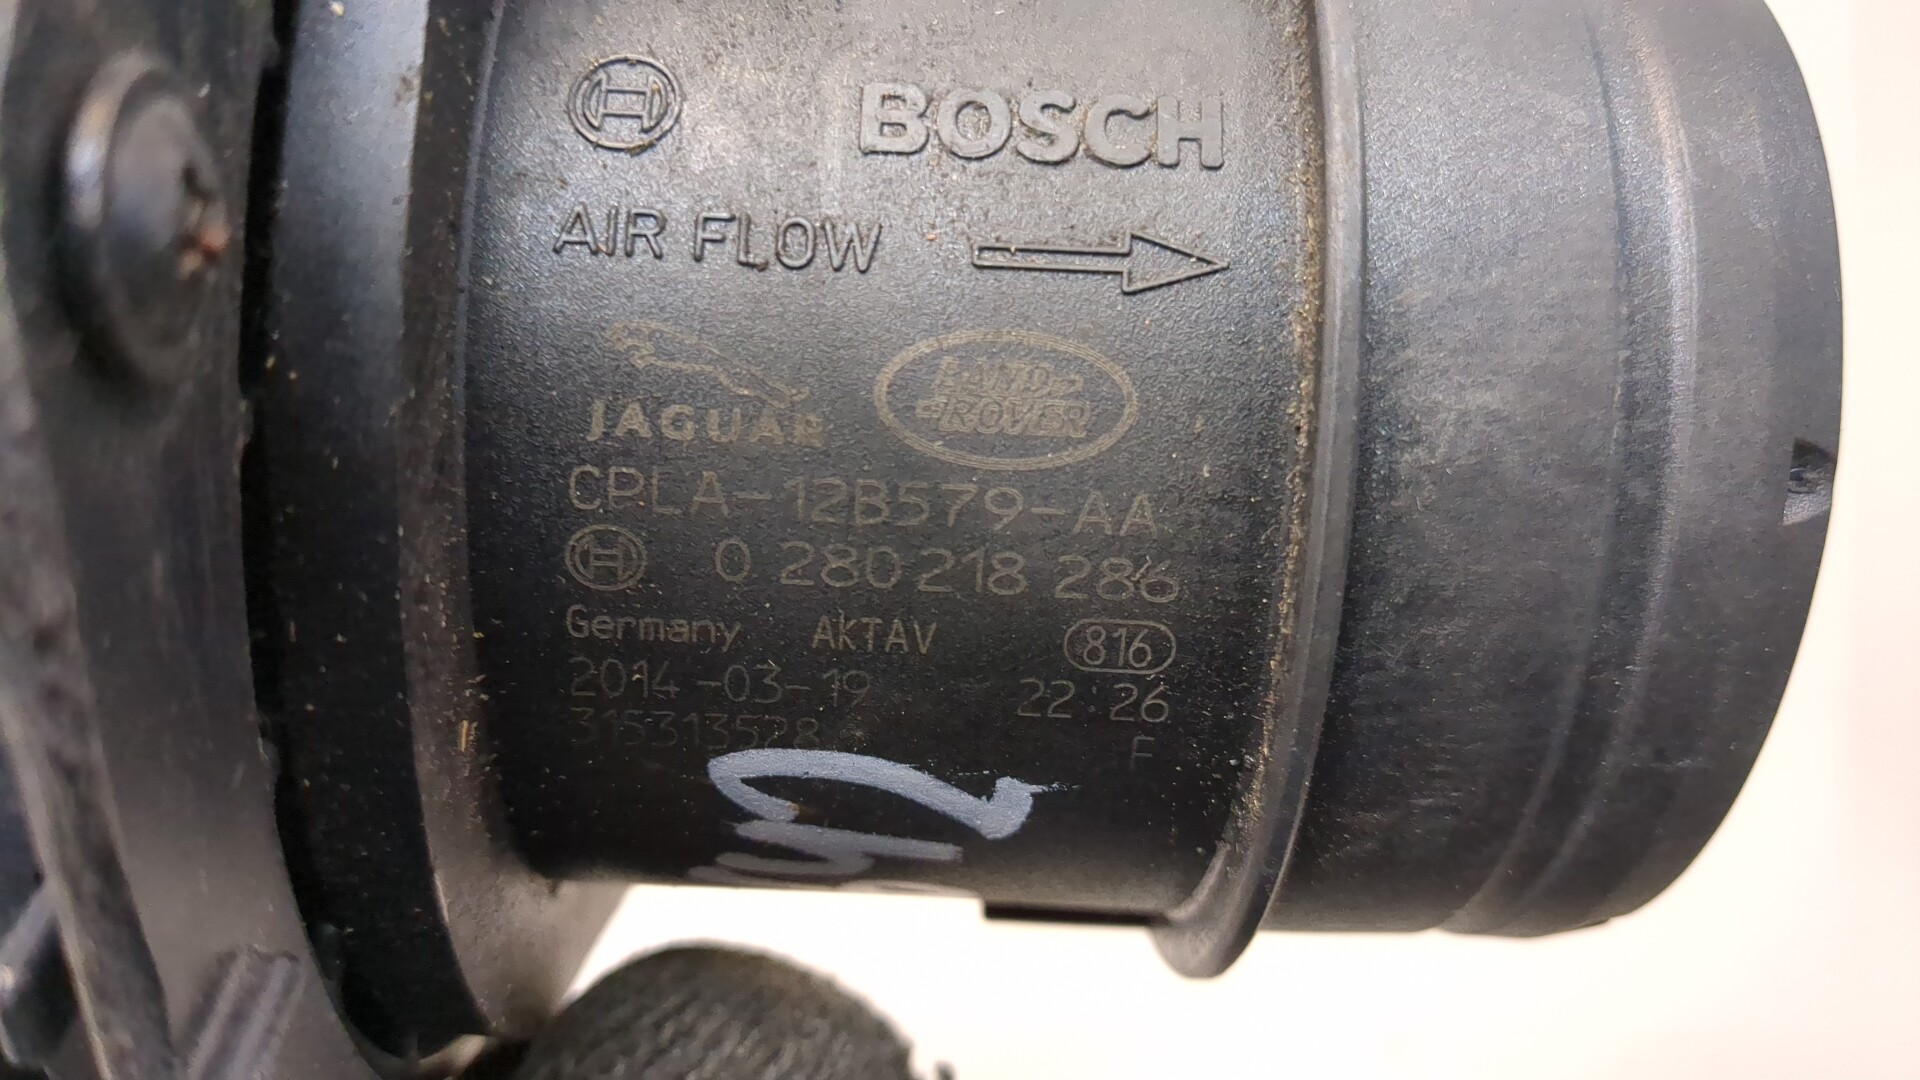 BOSCH
AIR FLOW
JAGUAR
LAND
ROVER
CPLA-12B579-AA
0 280 218 286
Germany AKTAV 816
2014-03-19 22:26
315313528
F